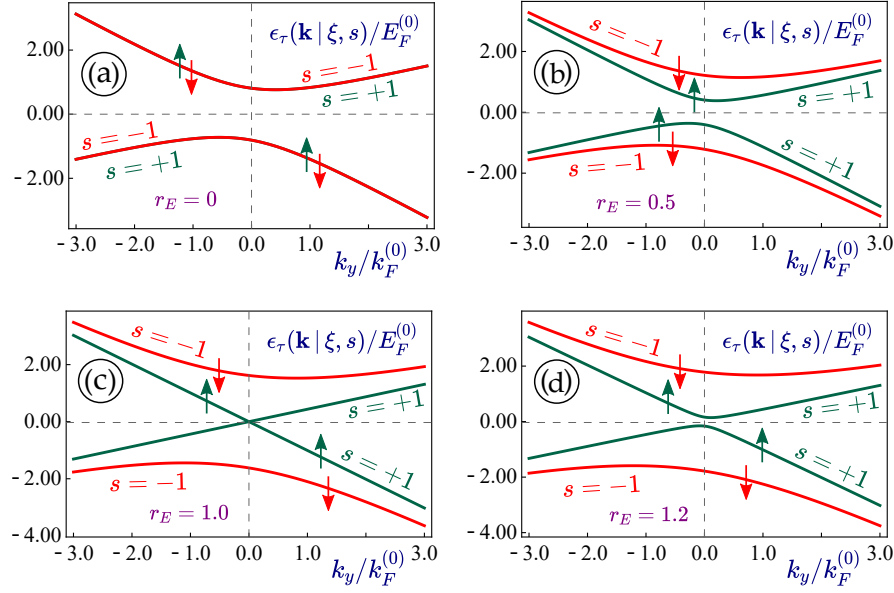 (a)
ϵ_τ(k | ξ, s)/E_F^(0)
2.00
0.00
-2.00
s = −1
s = +1
s = −1
s = +1
r_E = 0
-3.0 -2.0 -1.0 0.0 1.0 2.0 3.0
k_y/k_F^(0)
(b)
ϵ_τ(k | ξ, s)/E_F^(0)
2.00
0.00
-2.00
s = −1
s = +1
s = +1
s = −1
r_E = 0.5
-3.0 -2.0 -1.0 0.0 1.0 2.0 3.0
k_y/k_F^(0)
(c)
ϵ_τ(k | ξ, s)/E_F^(0)
2.00
0.00
-2.00
-4.00
s = −1
s = +1
s = +1
s = −1
r_E = 1.0
-3.0 -2.0 -1.0 0.0 1.0 2.0 3.0
k_y/k_F^(0)
(d)
ϵ_τ(k | ξ, s)/E_F^(0)
2.00
0.00
-2.00
-4.00
s = −1
s = +1
s = +1
s = −1
r_E = 1.2
-3.0 -2.0 -1.0 0.0 1.0 2.0 3.0
k_y/k_F^(0)